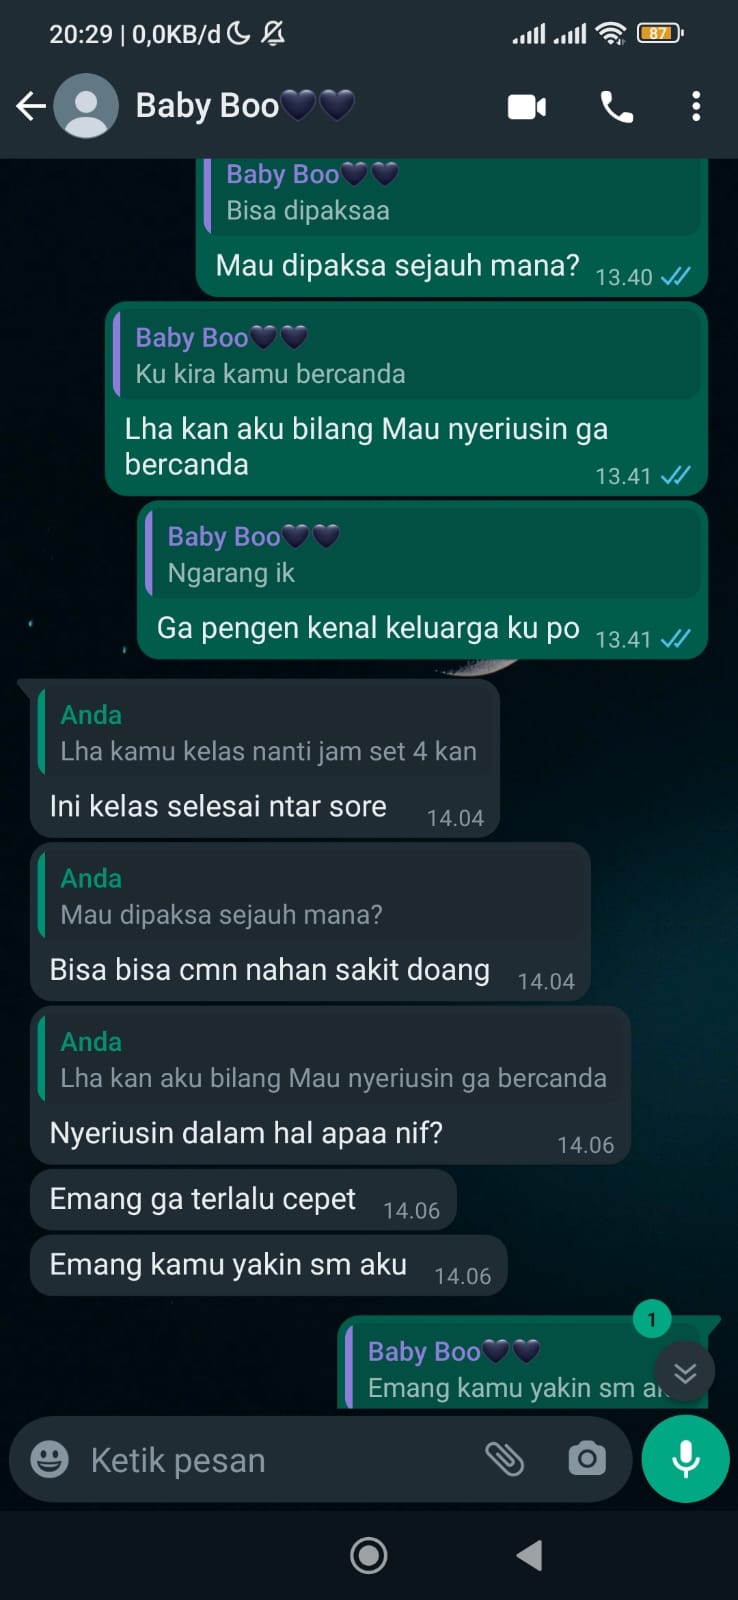 20:29 | 0,0KB/d
87
Baby Boo🖤🖤
Baby Boo🖤🖤
Bisa dipaksaa
Mau dipaksa sejauh mana?
13.40
Baby Boo🖤🖤
Ku kira kamu bercanda
Lha kan aku bilang Mau nyeriusin ga
bercanda
13.41
Baby Boo🖤🖤
Ngarang ik
Ga pengen kenal keluarga ku po
13.41
Anda
Lha kamu kelas nanti jam set 4 kan
Ini kelas selesai ntar sore
14.04
Anda
Mau dipaksa sejauh mana?
Bisa bisa cmn nahan sakit doang
14.04
Anda
Lha kan aku bilang Mau nyeriusin ga bercanda
Nyeriusin dalam hal apaa nif?
14.06
Emang ga terlalu cepet
14.06
Emang kamu yakin sm aku
14.06
1
Baby Boo🖤🖤
Emang kamu yakin sm
Ketik pesan